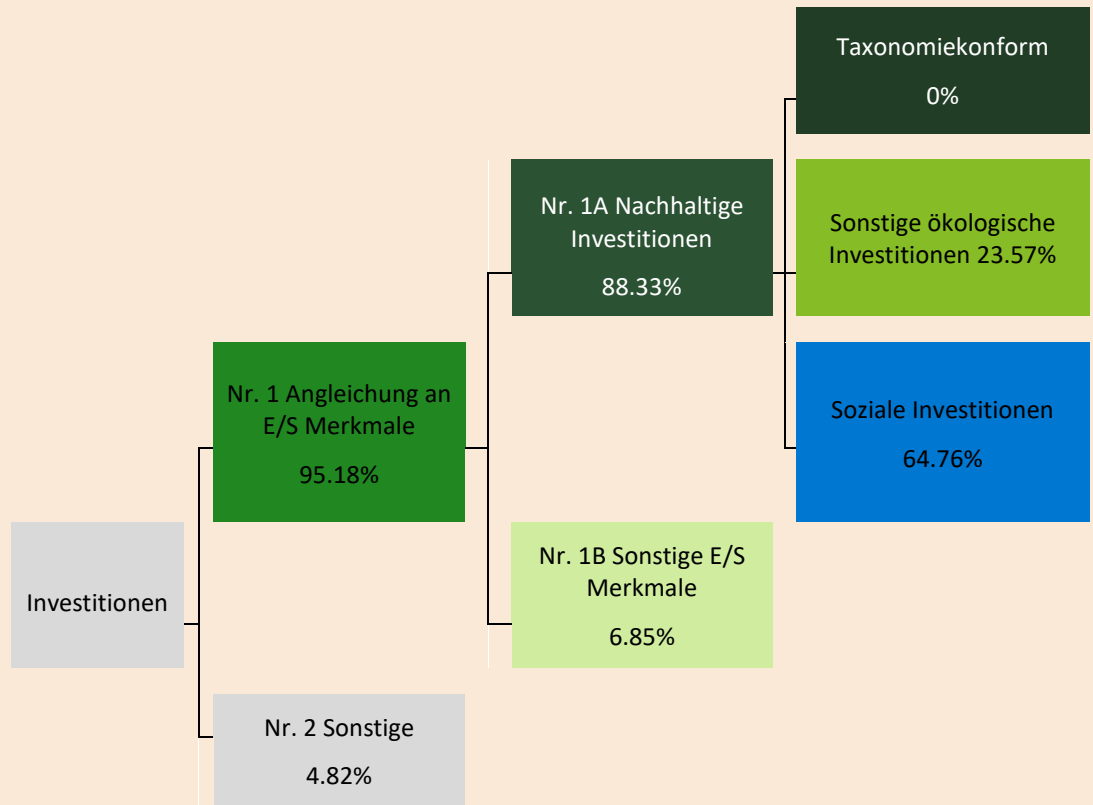 Taxonomiekonform
0%
Nr. 1A Nachhaltige
Investitionen
88.33%
Sonstige ökologische
Investitionen 23.57%
Nr. 1 Angleichung an
E/S Merkmale
95.18%
Soziale Investitionen
64.76%
Investitionen
Nr. 1B Sonstige E/S
Merkmale
6.85%
Nr. 2 Sonstige
4.82%